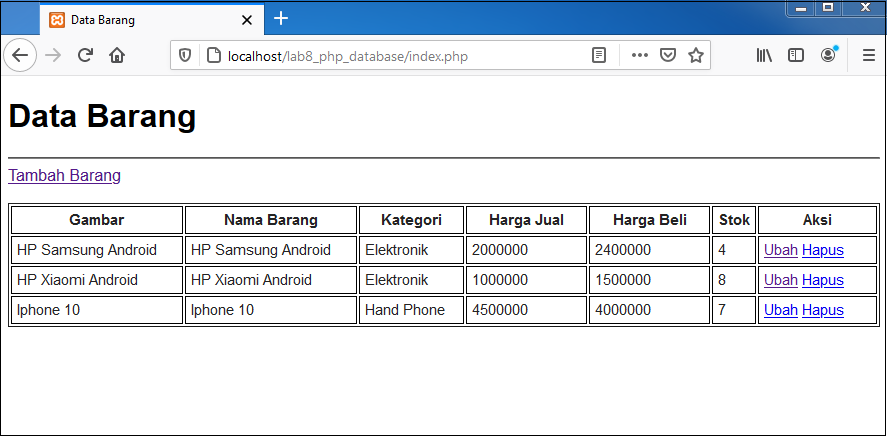 Data Barang
localhost/lab8_php_database/index.php
Data Barang
Tambah Barang
Gambar Nama Barang Kategori Harga Jual Harga Beli Stok Aksi
HP Samsung Android HP Samsung Android Elektronik 2000000 2400000 4 Ubah Hapus
HP Xiaomi Android HP Xiaomi Android Elektronik 1000000 1500000 8 Ubah Hapus
Iphone 10 Iphone 10 Hand Phone 4500000 4000000 7 Ubah Hapus